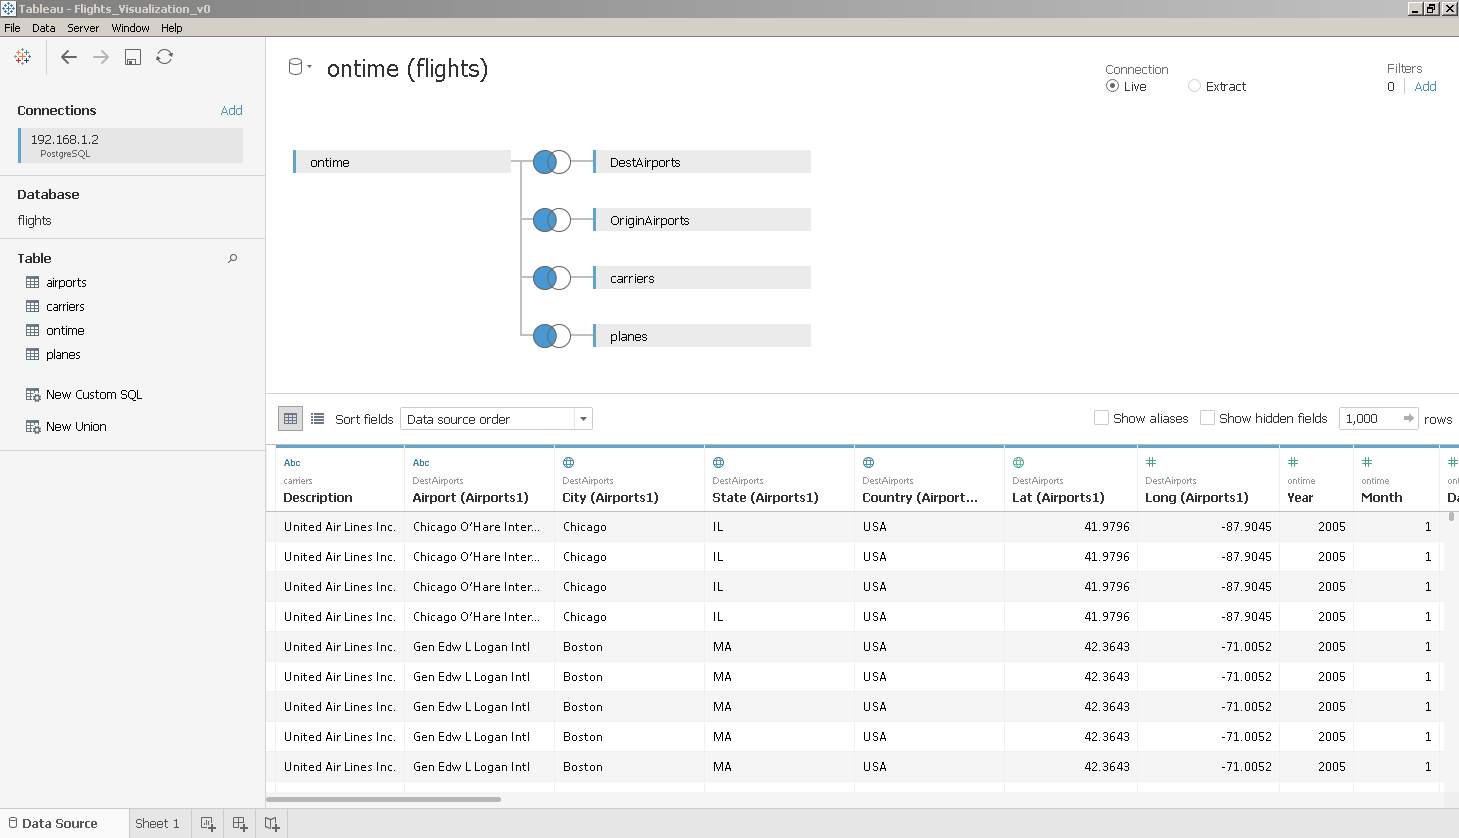 Tableau - Flights_Visualization_v0
File Data Server Window Help
ontime (flights)
Connection
Live Extract
Filters
0 Add
Connections Add
192.168.1.2
PostgreSQL
Database
flights
Table
airports
carriers
ontime
planes
New Custom SQL
New Union
ontime
DestAirports
OriginAirports
carriers
planes
Sort fields Data source order Show aliases Show hidden fields 1,000 rows
Abc Abc
carriers DestAirports DestAirports DestAirports DestAirports DestAirports DestAirports ontime ontime
Description Airport (Airports1) City (Airports1) State (Airports1) Country (Airport... Lat (Airports1) Long (Airports1) Year Month
United Air Lines Inc. Chicago O'Hare Inter... Chicago IL USA 41.9796 -87.9045 2005 1
United Air Lines Inc. Chicago O'Hare Inter... Chicago IL USA 41.9796 -87.9045 2005 1
United Air Lines Inc. Chicago O'Hare Inter... Chicago IL USA 41.9796 -87.9045 2005 1
United Air Lines Inc. Chicago O'Hare Inter... Chicago IL USA 41.9796 -87.9045 2005 1
United Air Lines Inc. Gen Edw L Logan Intl Boston MA USA 42.3643 -71.0052 2005 1
United Air Lines Inc. Gen Edw L Logan Intl Boston MA USA 42.3643 -71.0052 2005 1
United Air Lines Inc. Gen Edw L Logan Intl Boston MA USA 42.3643 -71.0052 2005 1
United Air Lines Inc. Gen Edw L Logan Intl Boston MA USA 42.3643 -71.0052 2005 1
United Air Lines Inc. Gen Edw L Logan Intl Boston MA USA 42.3643 -71.0052 2005 1
Data Source Sheet 1